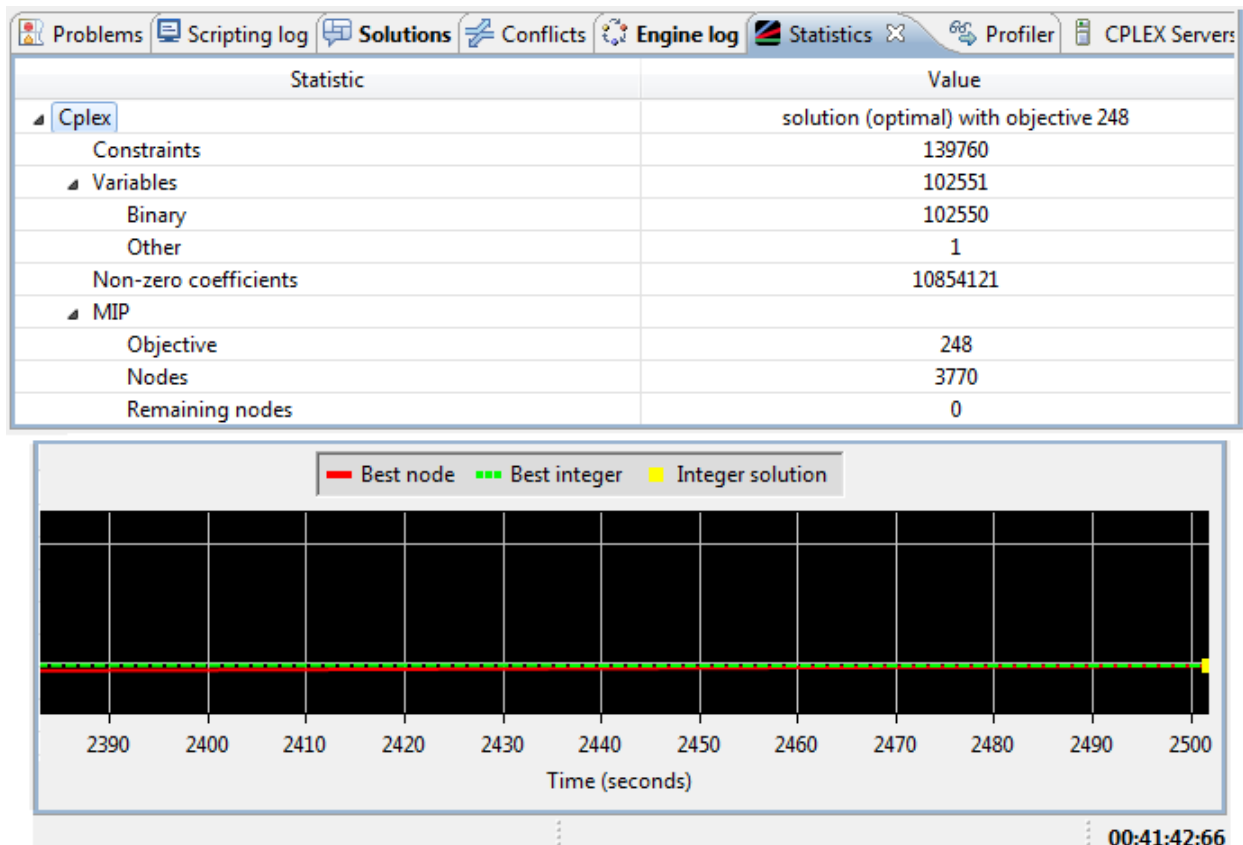 Problems Scripting log Solutions Conflicts Engine log Statistics Profiler CPLEX Servers
Statistic Value
Cplex solution (optimal) with objective 248
Constraints 139760
Variables 102551
Binary 102550
Other 1
Non-zero coefficients 10854121
MIP
Objective 248
Nodes 3770
Remaining nodes 0
Best node Best integer Integer solution
2390 2400 2410 2420 2430 2440 2450 2460 2470 2480 2490 2500
Time (seconds)
00:41:42:66